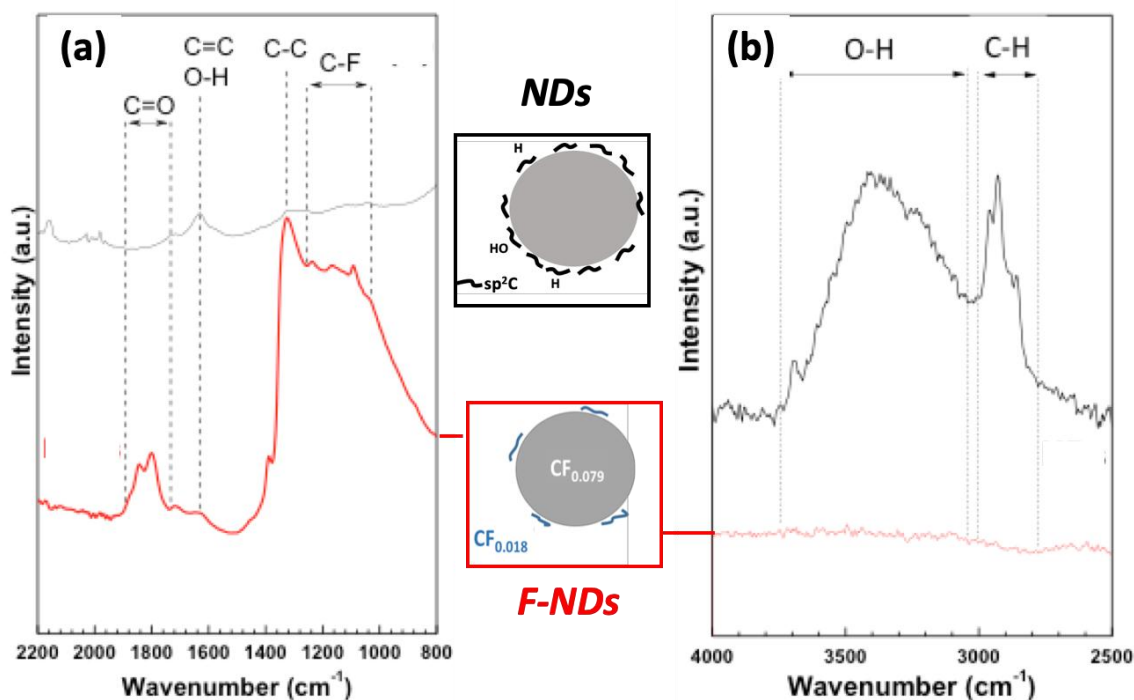 (a)
C=C
O-H
C-C
C-F
C=O
Intensity (a.u.)
2200 2000 1800 1600 1400 1200 1000 800
Wavenumber (cm⁻¹)
NDs
H
HO
H
sp²C
CF₀.₀₇₉
CF₀.₀₁₈
F-NDs
(b)
O-H
C-H
Intensity (a.u.)
4000 3500 3000 2500
Wavenumber (cm⁻¹)